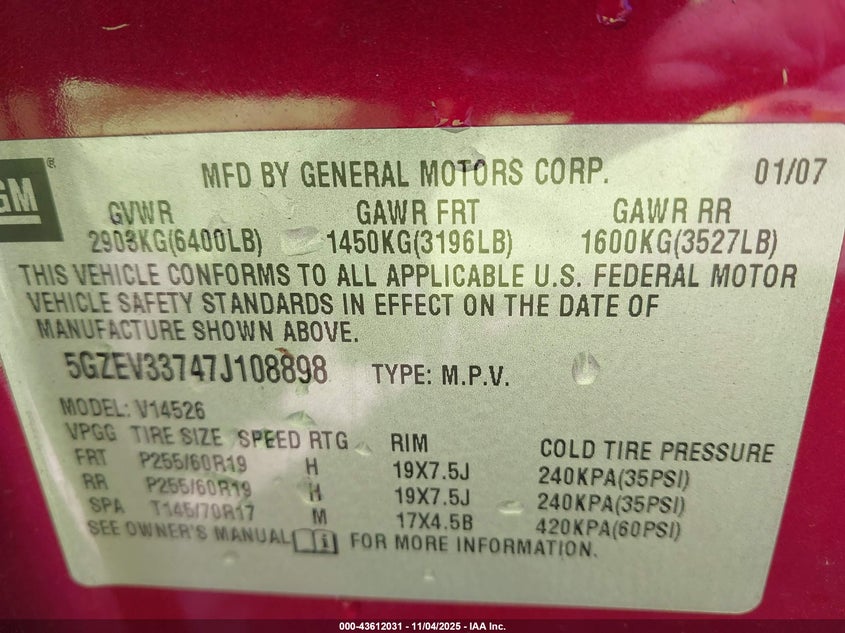 GM
MFD BY GENERAL MOTORS CORP. 01/07
GVWR GAWR FRT GAWR RR
2903KG(6400LB) 1450KG(3196LB) 1600KG(3527LB)
THIS VEHICLE CONFORMS TO ALL APPLICABLE U.S. FEDERAL MOTOR
VEHICLE SAFETY STANDARDS IN EFFECT ON THE DATE OF
MANUFACTURE SHOWN ABOVE.
5GZEV33747J108898 TYPE: M.P.V.
MODEL: V14526
VPGG TIRE SIZE SPEED RTG RIM COLD TIRE PRESSURE
FRT P255/60R19 H 19X7.5J 240KPA(35PSI)
RR P255/60R19 H 19X7.5J 240KPA(35PSI)
SPA T145/70R17 M 17X4.5B 420KPA(60PSI)
SEE OWNER'S MANUAL FOR MORE INFORMATION.
000-43612031 - 11/04/2025 - IAA Inc.